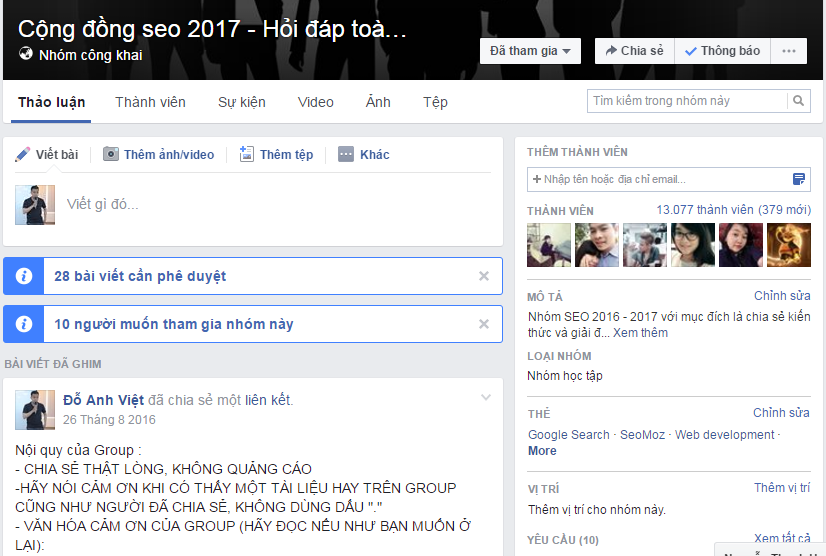 Cộng đồng seo 2017 - Hỏi đáp toà...
Nhóm công khai
Đã tham gia
Chia sẻ
Thông báo
Thảo luận
Thành viên
Sự kiện
Video
Ảnh
Tệp
Tìm kiếm trong nhóm này
Viết bài
Thêm ảnh/video
Thêm tệp
Khác
Viết gì đó...
28 bài viết cần phê duyệt
10 người muốn tham gia nhóm này
BÀI VIẾT ĐÃ GHIM
Đỗ Anh Việt đã chia sẻ một liên kết.
26 Tháng 8 2016
Nội quy của Group :
- CHIA SẺ THẬT LÒNG, KHÔNG QUẢNG CÁO
-HÃY NÓI CẢM ƠN KHI CÓ THẤY MỘT TÀI LIỆU HAY TRÊN GROUP
CŨNG NHƯ NGƯỜI ĐÃ CHIA SẺ, KHÔNG DÙNG DẤU "."
- VĂN HÓA CẢM ƠN CỦA GROUP (HÃY ĐỌC NẾU NHƯ BẠN MUỐN Ở
LẠI):
THÊM THÀNH VIÊN
+ Nhập tên hoặc địa chỉ email...
THÀNH VIÊN
13.077 thành viên (379 mới)
MÔ TẢ
Chỉnh sửa
Nhóm SEO 2016 - 2017 với mục đích là chia sẻ kiến
thức và giải đ... Xem thêm
LOẠI NHÓM
Nhóm học tập
THẺ
Chỉnh sửa
Google Search · SeoMoz · Web development ·
More
VỊ TRÍ
Thêm vị trí
Thêm vị trí cho nhóm này.
YÊU CẦU (10)
Xem tất cả